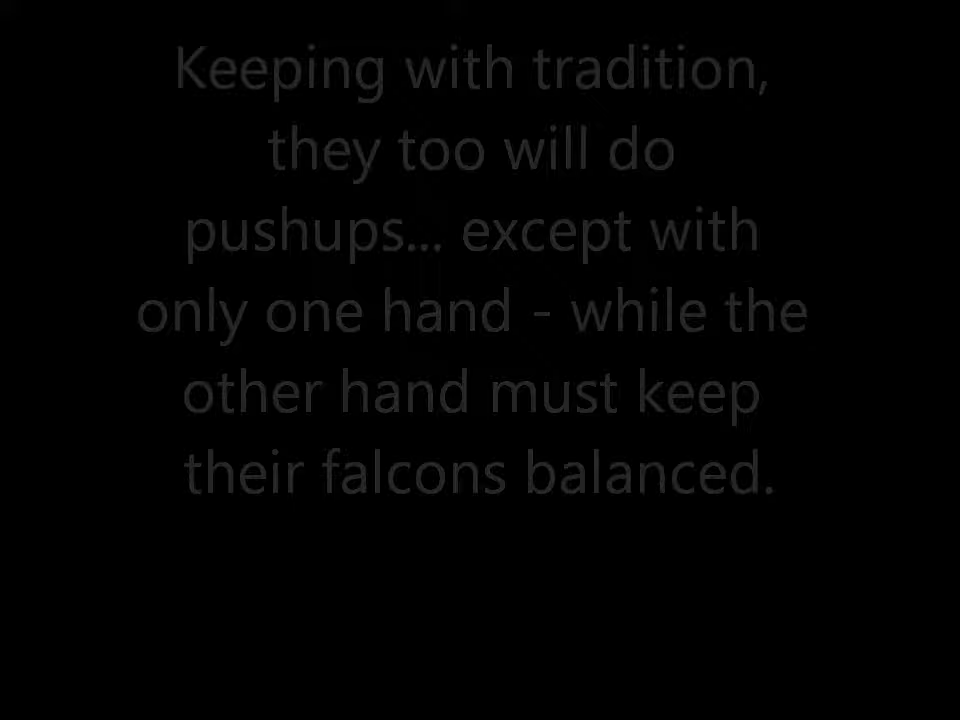 Keeping with tradition,
they too will do
pushups... except with
only one hand - while the
other hand must keep
their falcons balanced.